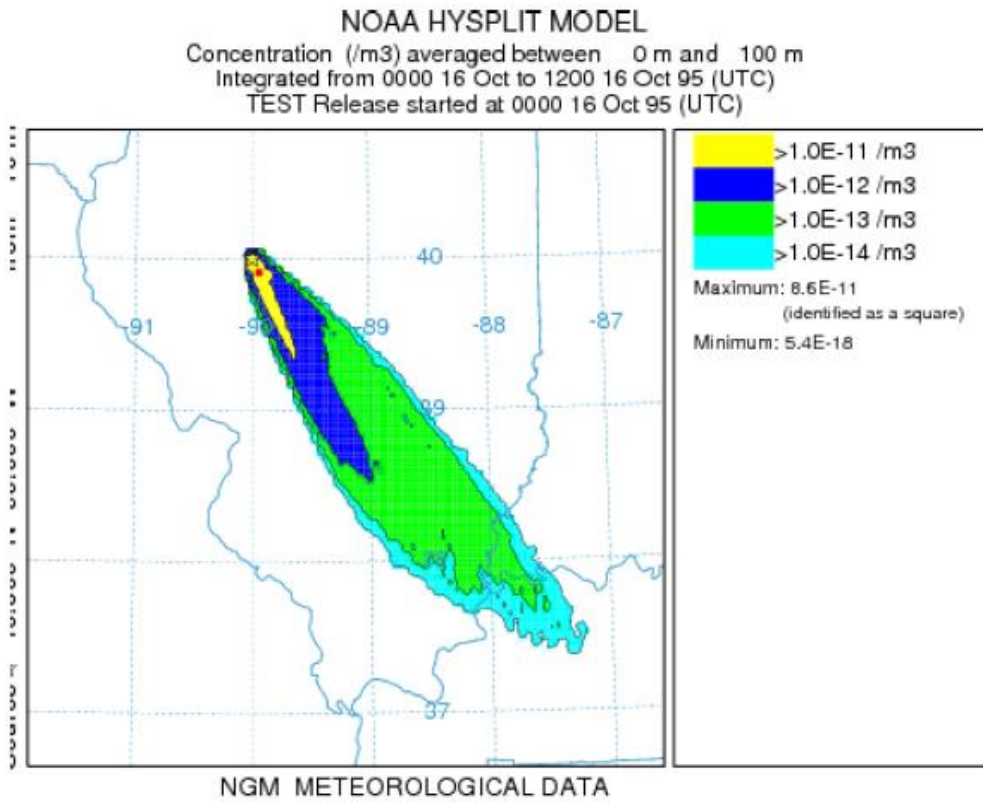 NOAA HYSPLIT MODEL
Concentration (/m3) averaged between 0 m and 100 m
Integrated from 0000 16 Oct to 1200 16 Oct 95 (UTC)
TEST Release started at 0000 16 Oct 95 (UTC)
>1.0E-11 /m3
>1.0E-12 /m3
>1.0E-13 /m3
>1.0E-14 /m3
Maximum: 8.6E-11
(identified as a square)
Minimum: 5.4E-18
40
-91
-90
-89
-88
-87
37
NGM METEOROLOGICAL DATA